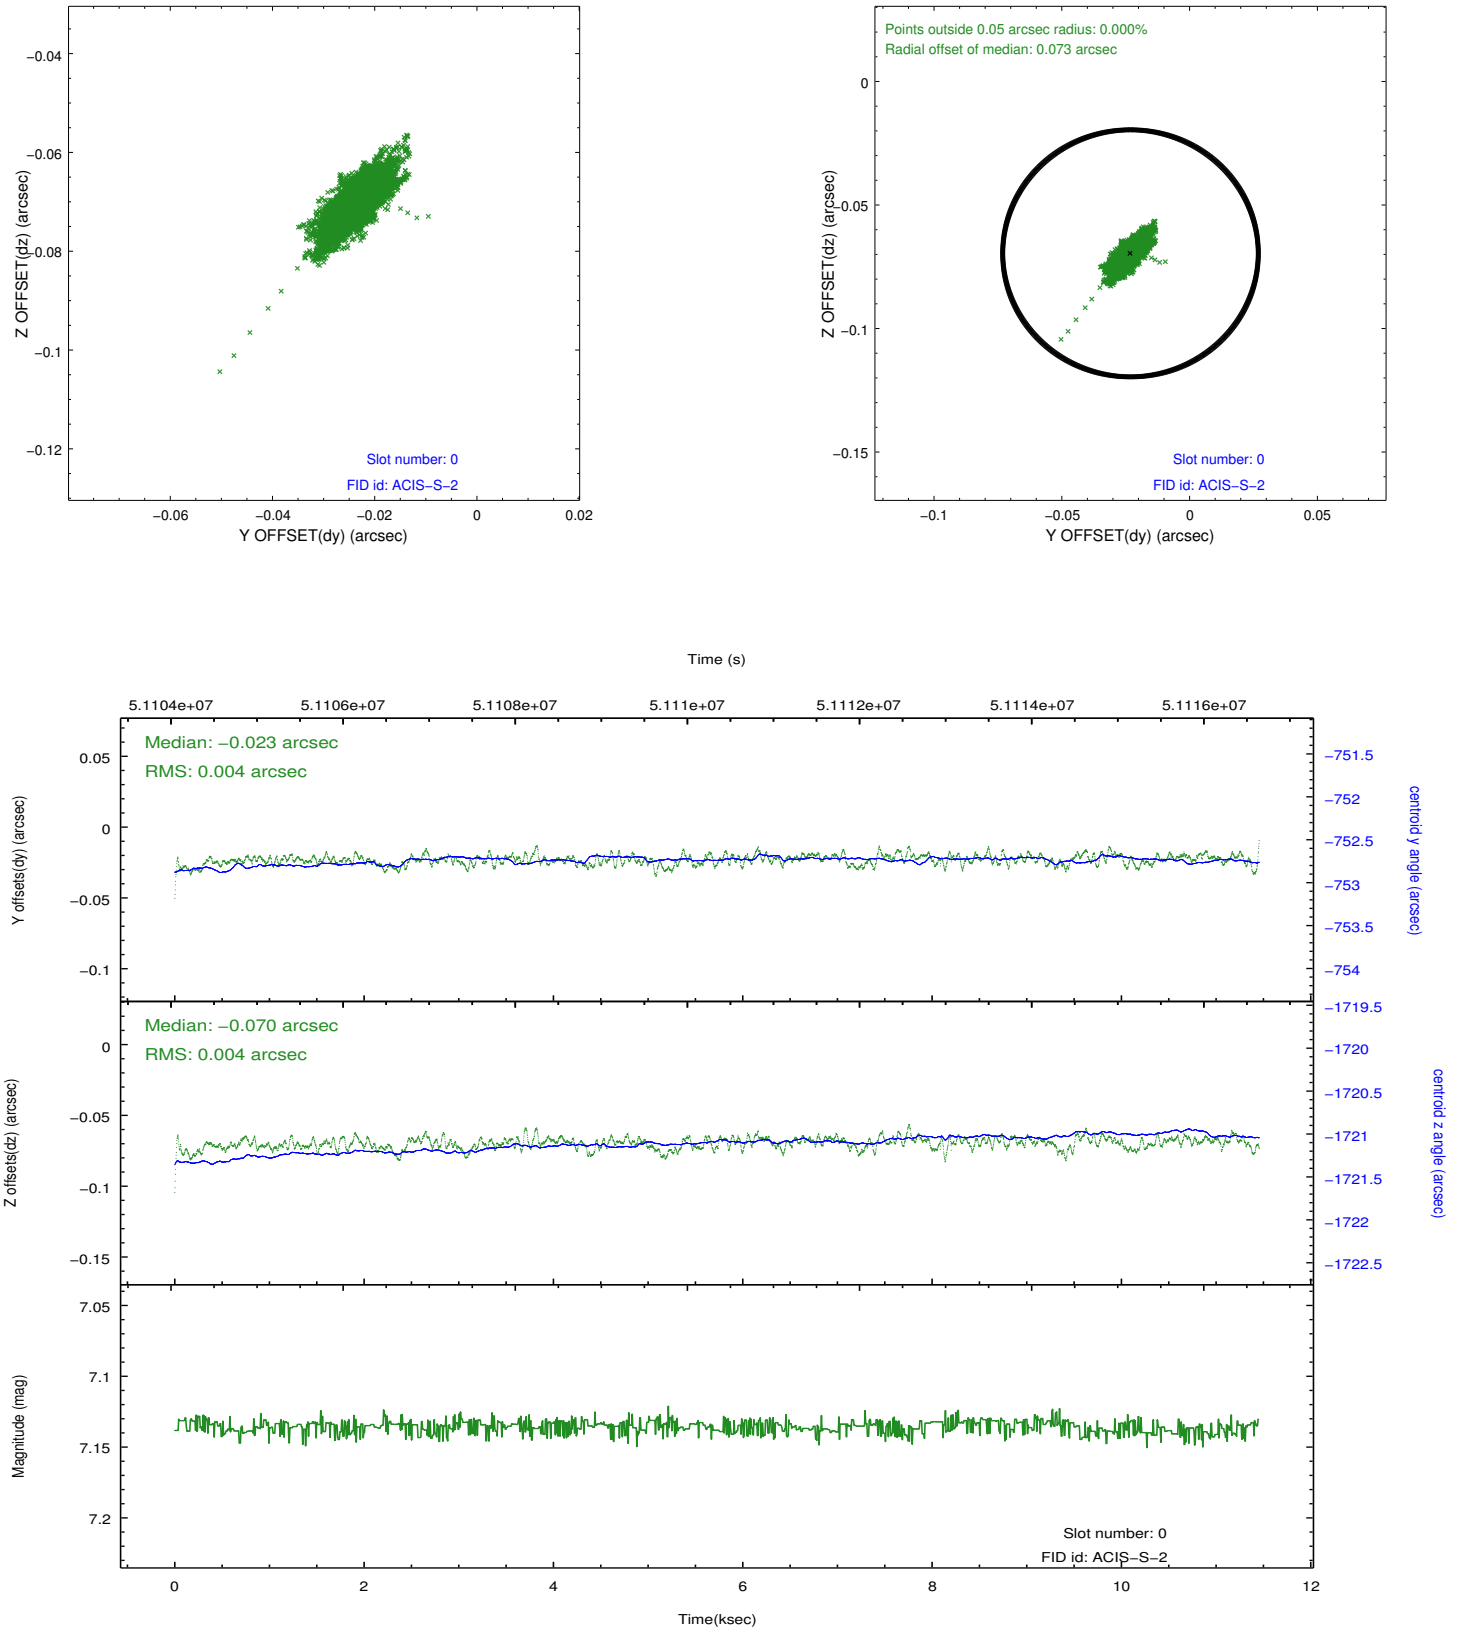 −0.04
−0.06
−0.08
−0.1
−0.12
Z OFFSET(dz) (arcsec)
Slot number: 0
FID id: ACIS−S−2
−0.06
−0.04
−0.02
0
0.02
Y OFFSET(dy) (arcsec)
Points outside 0.05 arcsec radius: 0.000%
Radial offset of median: 0.073 arcsec
0
−0.05
−0.1
−0.15
Z OFFSET(dz) (arcsec)
Slot number: 0
FID id: ACIS−S−2
−0.1
−0.05
0
0.05
Y OFFSET(dy) (arcsec)
Time (s)
5.1104e+07
5.1106e+07
5.1108e+07
5.111e+07
5.1112e+07
5.1114e+07
5.1116e+07
Median: −0.023 arcsec
RMS: 0.004 arcsec
0.05
0
−0.05
−0.1
Y offsets(dy) (arcsec)
−751.5
−752
−752.5
−753
−753.5
−754
centroid y angle (arcsec)
Median: −0.070 arcsec
RMS: 0.004 arcsec
0
−0.05
−0.1
−0.15
Z offsets(dz) (arcsec)
−1719.5
−1720
−1720.5
−1721
−1721.5
−1722
−1722.5
centroid z angle (arcsec)
7.05
7.1
7.15
7.2
Magnitude (mag)
Slot number: 0
FID id: ACIS−S−2
0
2
4
6
8
10
12
Time(ksec)